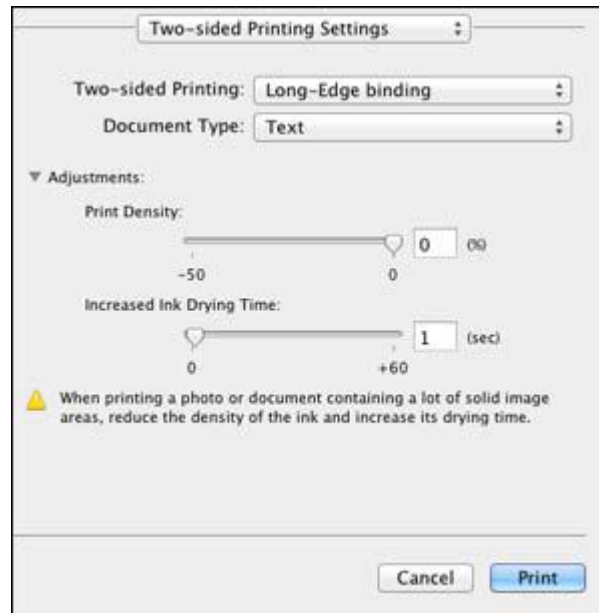 Two-sided Printing Settings
Two-sided Printing: Long-Edge binding
Document Type: Text
Adjustments:
Print Density:
0 (%)
-50 0
Increased Ink Drying Time:
1 (sec)
0 +60
When printing a photo or document containing a lot of solid image
areas, reduce the density of the ink and increase its drying time.
Cancel Print